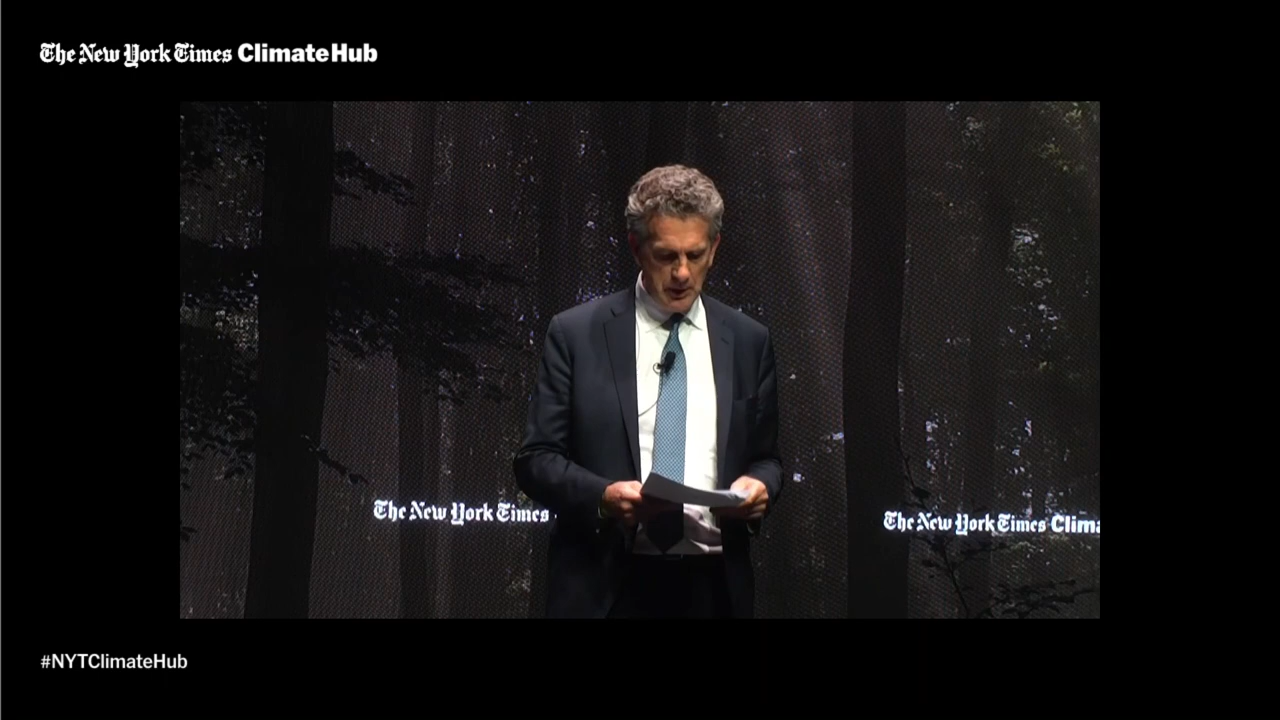 The New York Times Climate Hub
The New York Times
The New York Times Clima
#NYTClimateHub